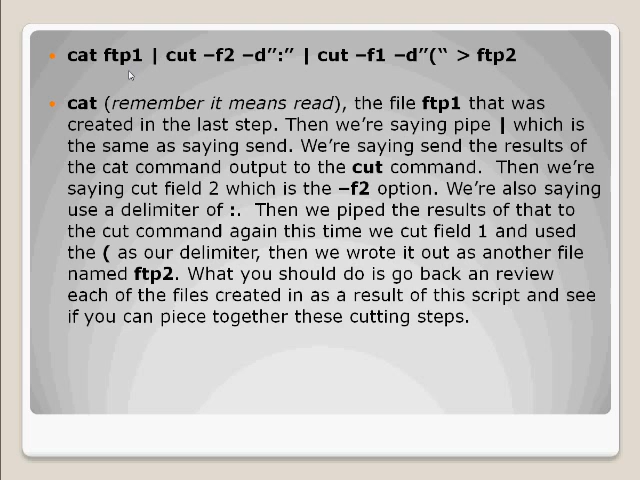 cat ftp1 | cut –f2 –d”:” | cut –f1 –d”(“ > ftp2
cat (remember it means read), the file ftp1 that was
created in the last step. Then we’re saying pipe | which is
the same as saying send. We’re saying send the results of
the cat command output to the cut command.  Then we’re
saying cut field 2 which is the –f2 option. We’re also saying
use a delimiter of :.  Then we piped the results of that to
the cut command again this time we cut field 1 and used
the ( as our delimiter, then we wrote it out as another file
named ftp2. What you should do is go back an review
each of the files created in as a result of this script and see
if you can piece together these cutting steps.